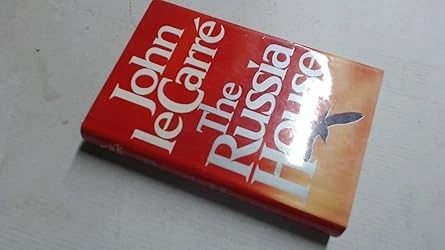 John
le Carré
The
Russia
House